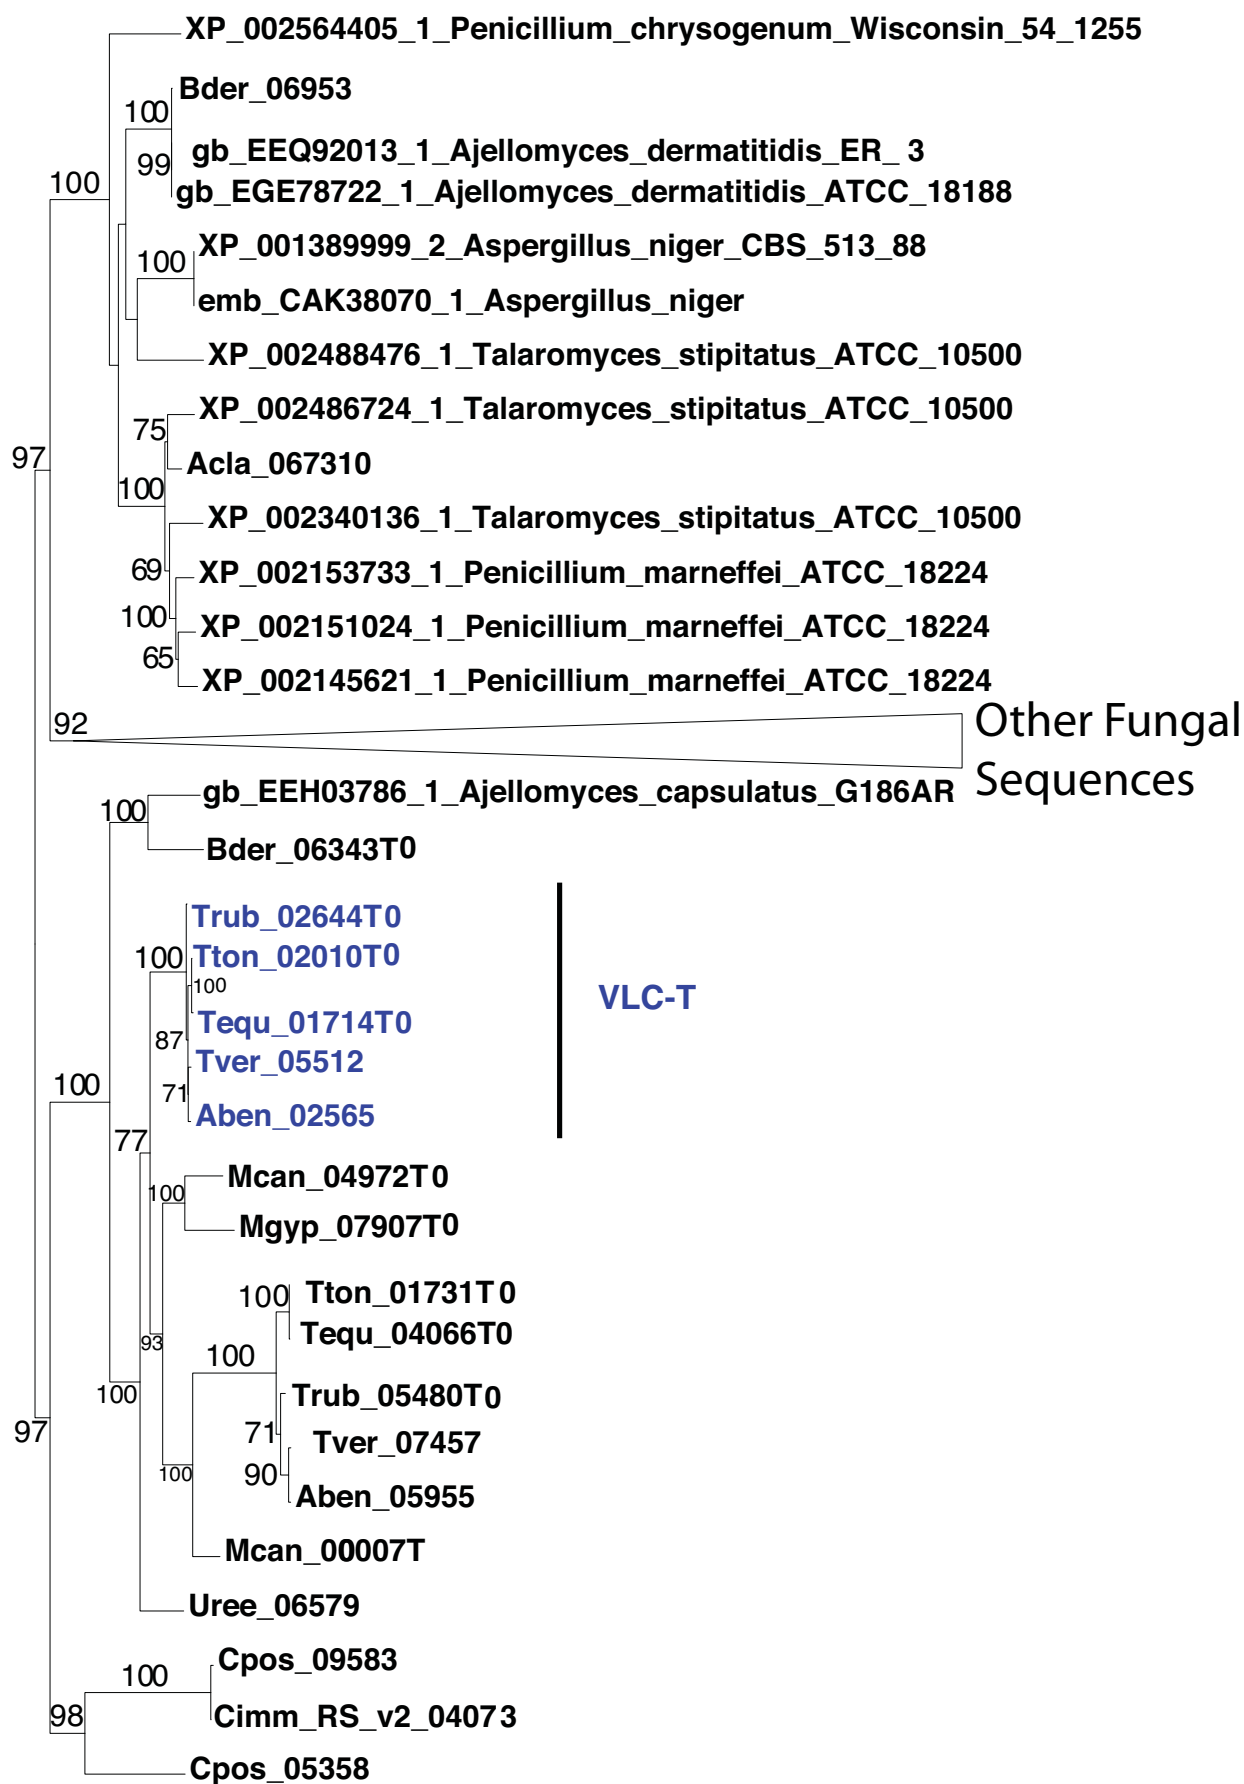 XP_002564405_1_Penicillium_chrysogenum_Wisconsin_54_1255
Bder_06953
100
gb_EEQ92013_1_Ajellomyces_dermatitidis_ER_3
99
100
gb_EGE78722_1_Ajellomyces_dermatitidis_ATCC_18188
XP_001389999_2_Aspergillus_niger_CBS_513_88
100
emb_CAK38070_1_Aspergillus_niger
XP_002488476_1_Talaromyces_stipitatus_ATCC_10500
XP_002486724_1_Talaromyces_stipitatus_ATCC_10500
75
97
Acla_067310
100
XP_002340136_1_Talaromyces_stipitatus_ATCC_10500
69
XP_002153733_1_Penicillium_marneffei_ATCC_18224
100
XP_002151024_1_Penicillium_marneffei_ATCC_18224
65
XP_002145621_1_Penicillium_marneffei_ATCC_18224
92
Other Fungal
Sequences
gb_EEH03786_1_Ajellomyces_capsulatus_G186AR
100
Bder_06343T0
Trub_02644T0
100
Tton_02010T0
100
VLC-T
Tequ_01714T0
87
Tver_05512
100
71
Aben_02565
77
Mcan_04972T0
100
Mgyp_07907T0
Tton_01731T0
100
Tequ_04066T0
93
100
100
Trub_05480T0
97
71
Tver_07457
100
90
Aben_05955
Mcan_00007T
Uree_06579
Cpos_09583
100
98
Cimm_RS_v2_04073
Cpos_05358